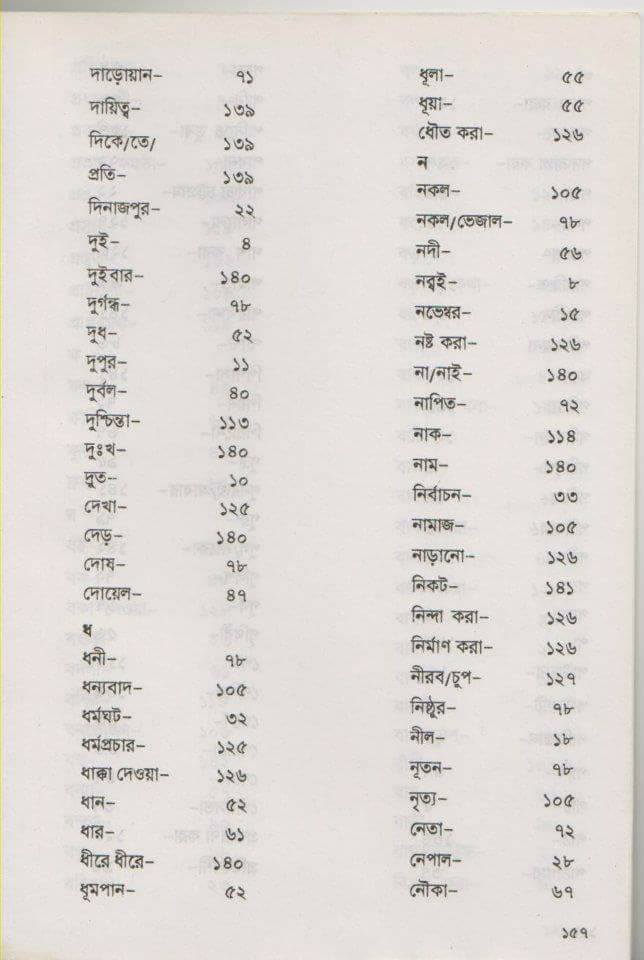 দাড়োয়ান– ৭১
দায়িত্ব– ১৩৯
দিকে/তে/ ১৩৯
প্রতি– ১৩৯
দিনাজপুর– ২২
দুই– ৪
দুইবার– ১৪০
দুর্গন্ধ– ৭৮
দুধ– ৫২
দুপুর– ১১
দুর্বল– ৪০
দুশ্চিন্তা– ১১৩
দুঃখ– ১৪০
দ্রুত– ১০
দেখা– ১২৫
দেড়– ১৪০
দোষ– ৭৮
দোয়েল– ৪৭
ধ
ধনী– ৭৮
ধন্যবাদ– ১০৫
ধর্মঘট– ৩২
ধর্মপ্রচার– ১২৫
ধাক্কা দেওয়া– ১২৬
ধান– ৫২
ধার– ৬১
ধীরে ধীরে– ১৪০
ধূমপান– ৫২
ধূলা– ৫৫
ধূয়া– ৫৫
ধৌত করা– ১২৬
ন
নকল– ১০৫
নকল/ভেজাল– ৭৮
নদী– ৫৬
নব্বই– ৮
নভেম্বর– ১৫
নষ্ট করা– ১২৬
না/নাই– ১৪০
নাপিত– ৭২
নাক– ১১৪
নাম– ১৪০
নির্বাচন– ৩৩
নামাজ– ১০৫
নাড়ানো– ১২৬
নিকট– ১৪১
নিন্দা করা– ১২৬
নির্মাণ করা– ১২৬
নীরব/চুপ– ১২৭
নিষ্ঠুর– ৭৮
নীল– ১৮
নূতন– ৭৮
নৃত্য– ১০৫
নেতা– ৭২
নেপাল– ২৮
নৌকা– ৬৭
১৫৭